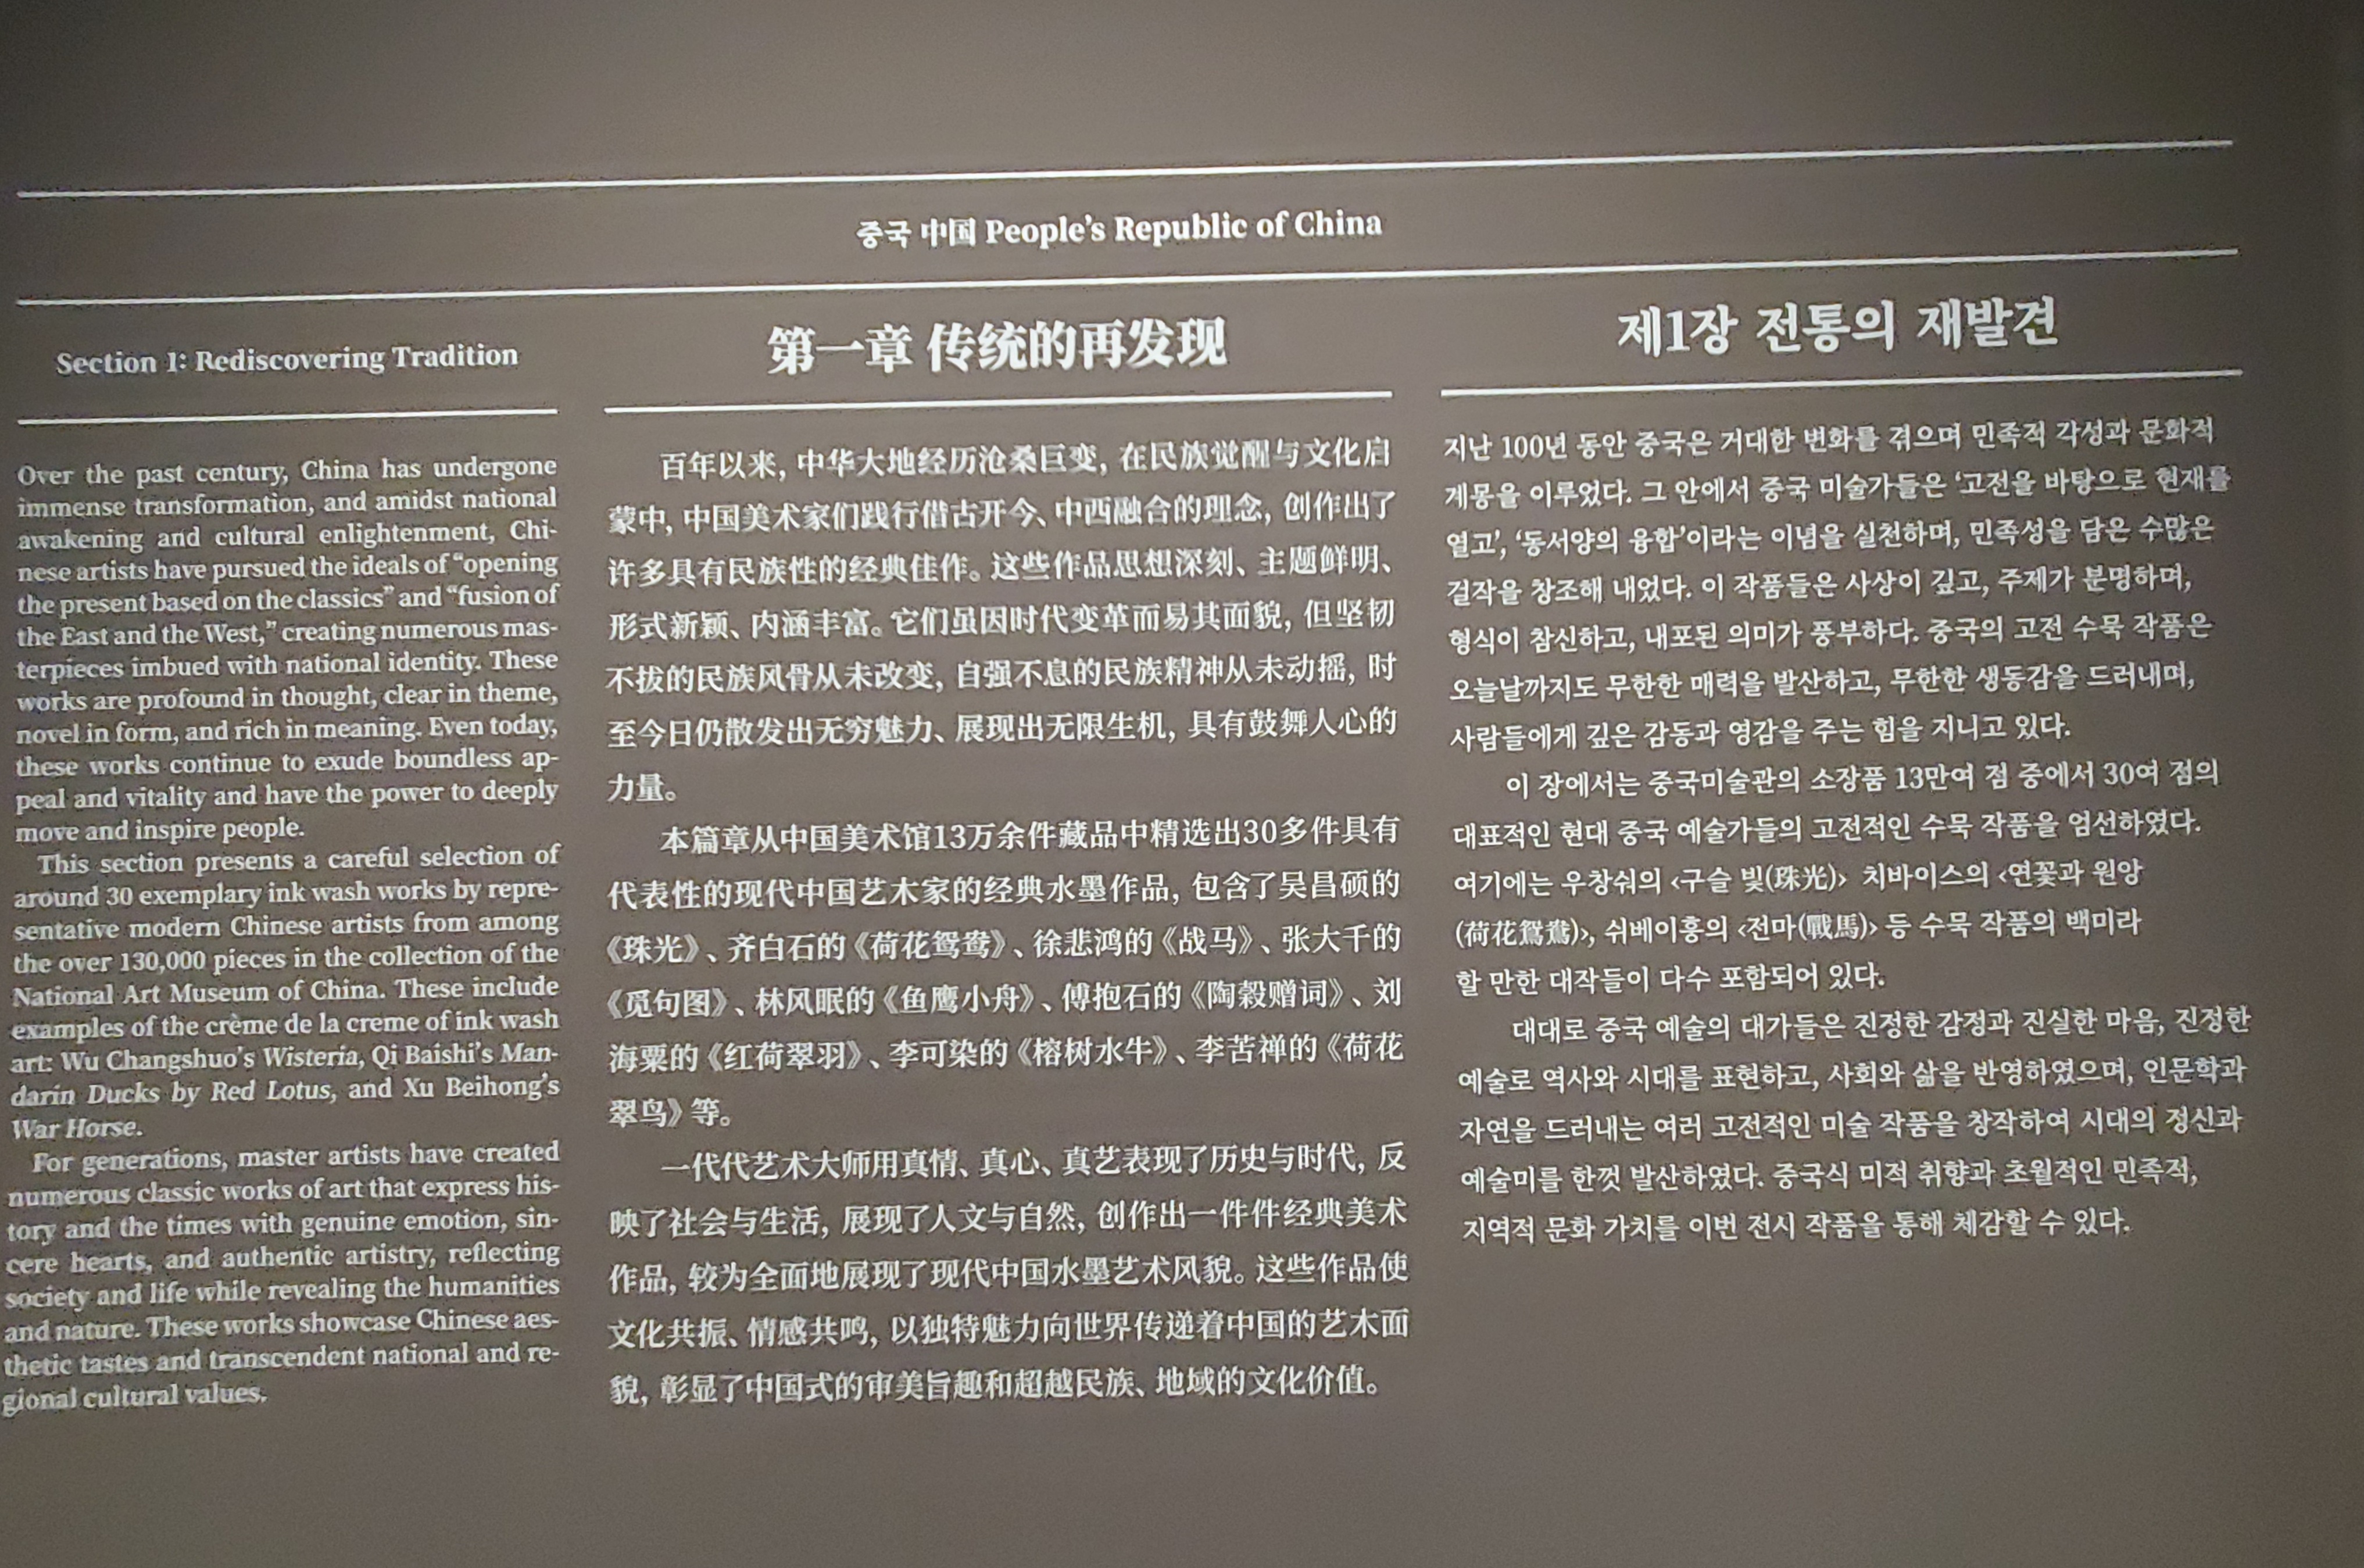 중국 中国 People's Republic of China
Section 1: Rediscovering Tradition
Over the past century, China has undergone
immense transformation, and amidst national
awakening and cultural enlightenment, Chi-
nese artists have pursued the ideals of “opening
the present based on the classics” and “fusion of
the East and the West,” creating numerous mas-
terpieces imbued with national identity. These
works are profound in thought, clear in theme,
novel in form, and rich in meaning. Even today,
these works continue to exude boundless ap-
peal and vitality and have the power to deeply
move and inspire people.
This section presents a careful selection of
around 30 exemplary ink wash works by repre-
sentative modern Chinese artists from among
the over 130,000 pieces in the collection of the
National Art Museum of China. These include
examples of the crème de la creme of ink wash
art: Wu Changshuo's Wisteria, Qi Baishi's Man-
darin Ducks by Red Lotus, and Xu Beihong's
War Horse.
For generations, master artists have created
numerous classic works of art that express his-
tory and the times with genuine emotion, sin-
cere hearts, and authentic artistry, reflecting
society and life while revealing the humanities
and nature. These works showcase Chinese aes-
thetic tastes and transcendent national and re-
gional cultural values.
第一章 传统的再发现
百年以来, 中华大地经历沧桑巨变, 在民族觉醒与文化启
蒙中, 中国美术家们践行借古开今、中西融合的理念, 创作出了
许多具有民族性的经典佳作。这些作品思想深刻、主题鲜明、
形式新颖、内涵丰富。它们虽因时代变革而易其面貌, 但坚韧
不拔的民族风骨从未改变, 自强不息的民族精神从未动摇, 时
至今日仍散发出无穷魅力、展现出无限生机, 具有鼓舞人心的
力量。
本篇章从中国美术馆13万余件藏品中精选出30多件具有
代表性的现代中国艺术家的经典水墨作品, 包含了吴昌硕的
《珠光》、齐白石的《荷花鸳鸯》、徐悲鸿的《战马》、张大千的
《觅句图》、林风眠的《鱼鹰小舟》、傅抱石的《陶縠赠词》、刘
海粟的《红荷翠羽》、李可染的《榕树水牛》、李苦禅的《荷花
翠鸟》等。
一代代艺术大师用真情、真心、真艺表现了历史与时代, 反
映了社会与生活, 展现了人文与自然, 创作出一件件经典美术
作品, 较为全面地展现了现代中国水墨艺术风貌。这些作品使
文化共振、情感共鸣, 以独特魅力向世界传递着中国的艺术面
貌, 彰显了中国式的审美旨趣和超越民族、地域的文化价值。
제1장 전통의 재발견
지난 100년 동안 중국은 거대한 변화를 겪으며 민족적 각성과 문화적
계몽을 이루었다. 그 안에서 중국 미술가들은 ‘고전을 바탕으로 현재를
열고’, ‘동서양의 융합’이라는 이념을 실천하며, 민족성을 담은 수많은
걸작을 창조해 내었다. 이 작품들은 사상이 깊고, 주제가 분명하며,
형식이 참신하고, 내포된 의미가 풍부하다. 중국의 고전 수묵 작품은
오늘날까지도 무한한 매력을 발산하고, 무한한 생동감을 드러내며,
사람들에게 깊은 감동과 영감을 주는 힘을 지니고 있다.
이 장에서는 중국미술관의 소장품 13만여 점 중에서 30여 점의
대표적인 현대 중국 예술가들의 고전적인 수묵 작품을 엄선하였다.
여기에는 우창숴의 ‹구슬 빛(珠光)› 치바이스의 ‹연꽃과 원앙
(荷花鴛鴦)›, 쉬베이훙의 ‹전마(戰馬)› 등 수묵 작품의 백미라
할 만한 대작들이 다수 포함되어 있다.
대대로 중국 예술의 대가들은 진정한 감정과 진실한 마음, 진정한
예술로 역사와 시대를 표현하고, 사회와 삶을 반영하였으며, 인문학과
자연을 드러내는 여러 고전적인 미술 작품을 창작하여 시대의 정신과
예술미를 한껏 발산하였다. 중국식 미적 취향과 초월적인 민족적,
지역적 문화 가치를 이번 전시 작품을 통해 체감할 수 있다.